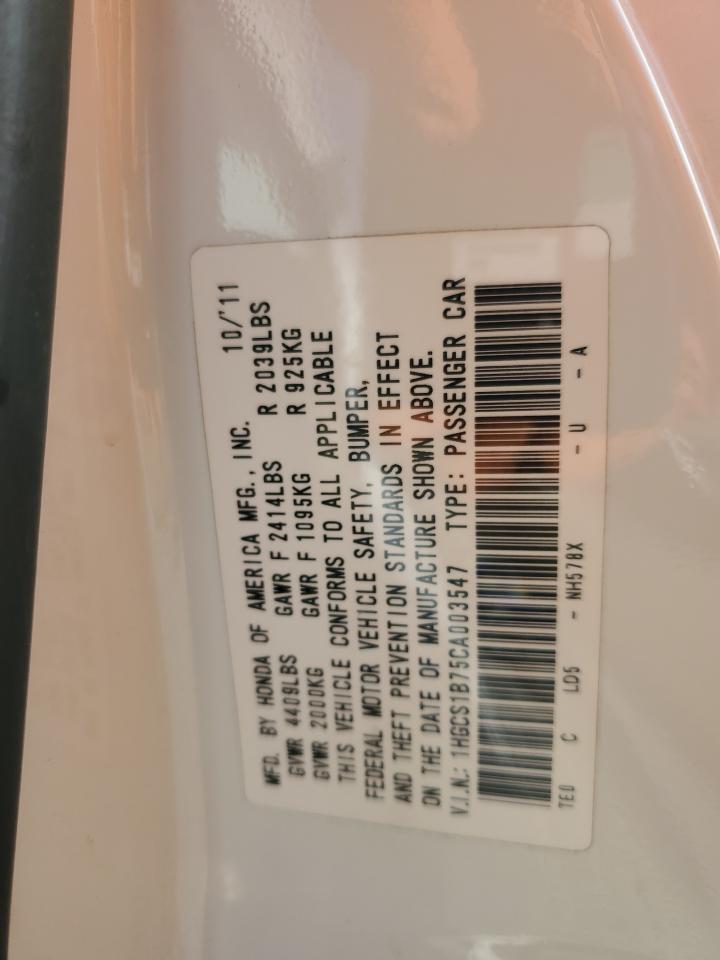 MFD. BY HONDA OF AMERICA MFG., INC. 10/'11
GVWR 4409LBS GAWR F 2414LBS R 2039LBS
GVWR 2000KG GAWR F 1095KG R 925KG
THIS VEHICLE CONFORMS TO ALL APPLICABLE
FEDERAL MOTOR VEHICLE SAFETY, BUMPER,
AND THEFT PREVENTION STANDARDS IN EFFECT
ON THE DATE OF MANUFACTURE SHOWN ABOVE.
V.I.N.: 1HGCS1B75CA003547 TYPE: PASSENGER CAR
TE0 C LD5 - NH578X - U - A